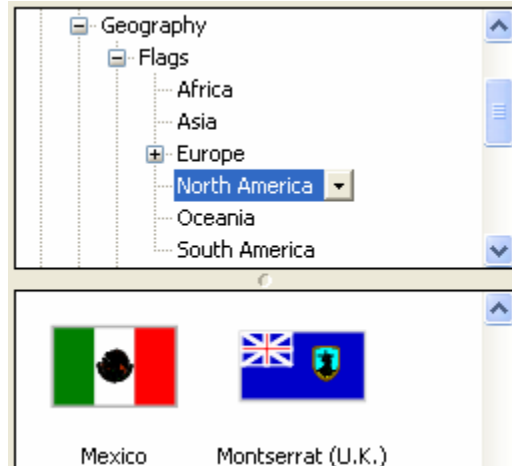 Geography
Flags
Africa
Asia
Europe
North America
Oceania
South America
Mexico Montserrat (U.K.)